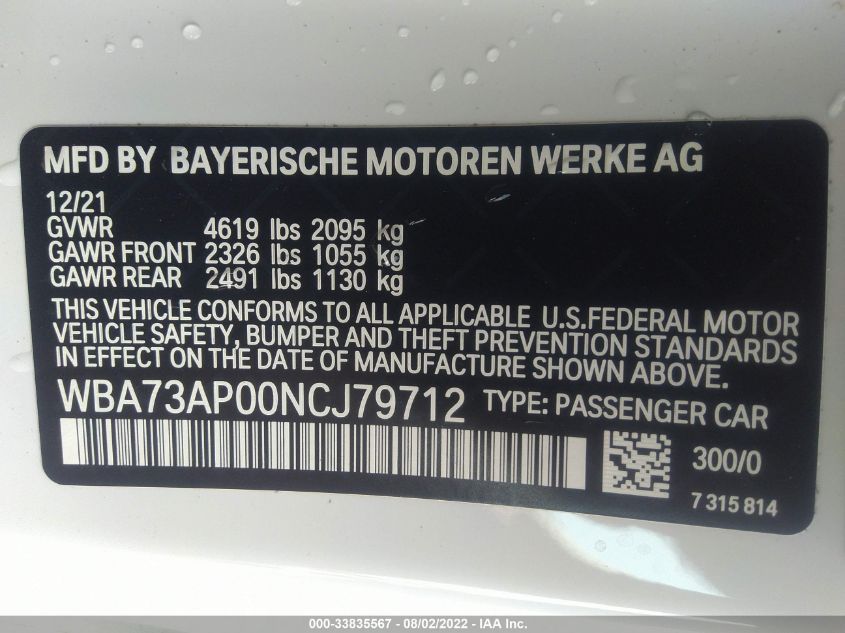 MFD BY BAYERISCHE MOTOREN WERKE AG
12/21
GVWR 4619 lbs 2095 kg
GAWR FRONT 2326 lbs 1055 kg
GAWR REAR 2491 lbs 1130 kg
THIS VEHICLE CONFORMS TO ALL APPLICABLE U.S.FEDERAL MOTOR
VEHICLE SAFETY, BUMPER AND THEFT PREVENTION STANDARDS
IN EFFECT ON THE DATE OF MANUFACTURE SHOWN ABOVE.
WBA73AP00NCJ79712 TYPE: PASSENGER CAR
300/0
7 315 814
000-33835567 - 08/02/2022 - IAA Inc.